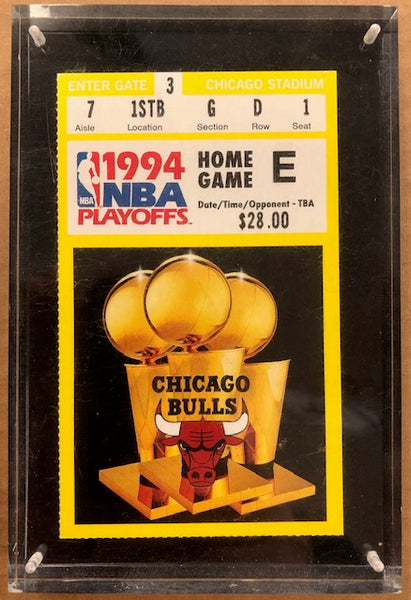 ENTER GATE 3 CHICAGO STADIUM
7 1STB G D 1
Aisle Location Section Row Seat
1994 HOME E
NBA NBA GAME
PLAYOFFS Date/Time/Opponent - TBA
$28.00
CHICAGO
BULLS